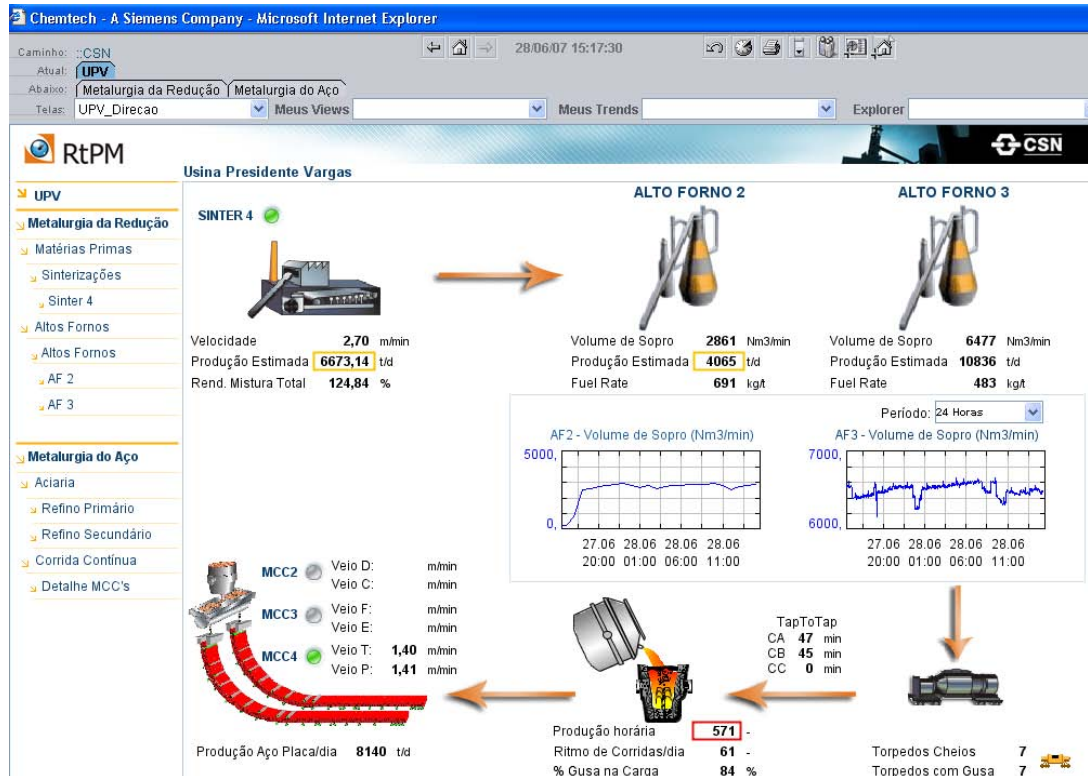 Chemtech - A Siemens Company - Microsoft Internet Explorer
Caminho: ::CSN
28/06/07 15:17:30
Atual: UPV
Abaixo: Metalurgia da Redução Metalurgia do Aço
Telas: UPV_Direcao Meus Views Meus Trends Explorer
RtPM
CSN
Usina Presidente Vargas
UPV
Metalurgia da Redução
Matérias Primas
Sinterizações
Sinter 4
Altos Fornos
Altos Fornos
AF 2
AF 3
Metalurgia do Aço
Aciaria
Refino Primário
Refino Secundário
Corrida Contínua
Detalhe MCC's
SINTER 4
Velocidade 2,70 m/min
Produção Estimada 6673,14 t/d
Rend. Mistura Total 124,84 %
ALTO FORNO 2
Volume de Sopro 2861 Nm3/min
Produção Estimada 4065 t/d
Fuel Rate 691 kg/t
ALTO FORNO 3
Volume de Sopro 6477 Nm3/min
Produção Estimada 10836 t/d
Fuel Rate 483 kg/t
Período: 24 Horas
AF2 - Volume de Sopro (Nm3/min)
5000,
0,
27.06 28.06 28.06 28.06
20:00 01:00 06:00 11:00
AF3 - Volume de Sopro (Nm3/min)
7000,
6000,
27.06 28.06 28.06 28.06
20:00 01:00 06:00 11:00
MCC2 Veio D: m/min
Veio C: m/min
MCC3 Veio F: m/min
Veio E: m/min
MCC4 Veio T: 1,40 m/min
Veio P: 1,41 m/min
Produção Aço Placa/dia 8140 t/d
TapToTap
CA 47 min
CB 45 min
CC 0 min
Produção horária 571 -
Ritmo de Corridas/dia 61 -
% Gusa na Carga 84 %
Torpedos Cheios 7
Torpedos com Gusa 7